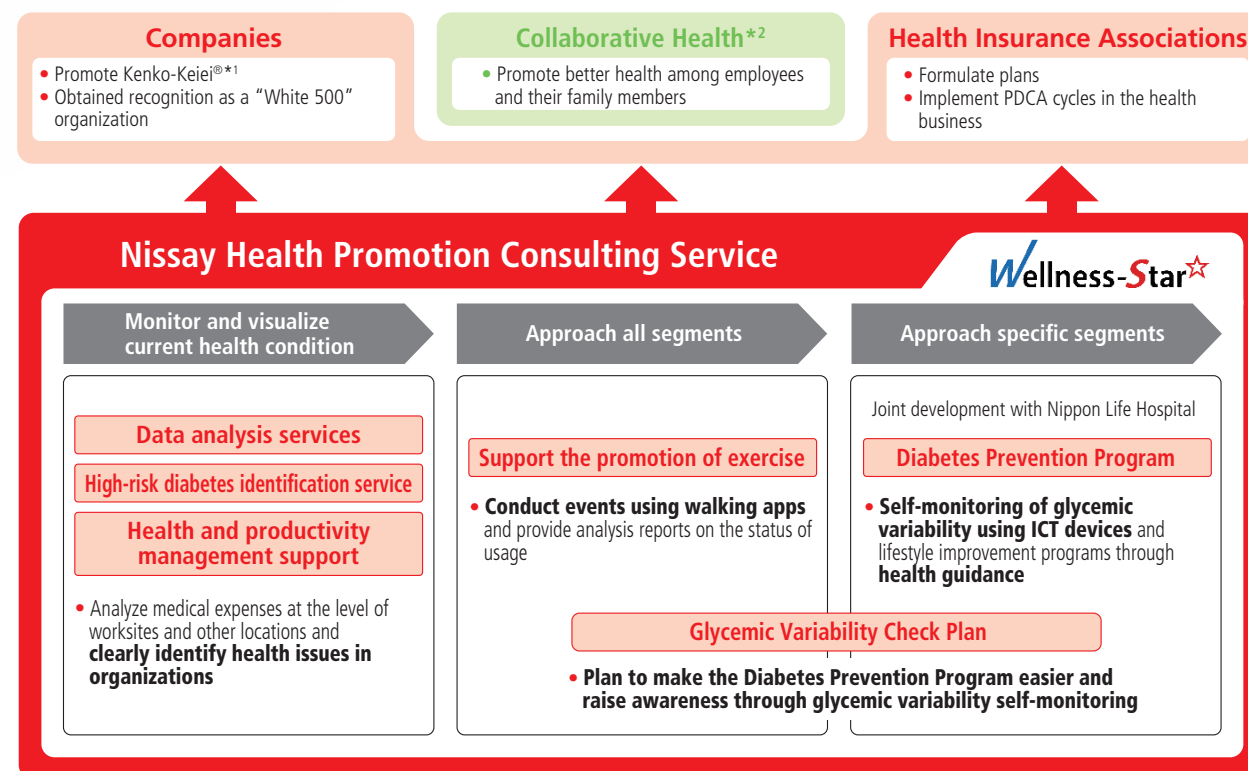 Companies
• Promote Kenko-Keiei®*1
• Obtained recognition as a “White 500”
organization
Collaborative Health*2
• Promote better health among employees
and their family members
Health Insurance Associations
• Formulate plans
• Implement PDCA cycles in the health
business
Nissay Health Promotion Consulting Service
Wellness-Star☆
Monitor and visualize
current health condition
Data analysis services
High-risk diabetes identification service
Health and productivity
management support
• Analyze medical expenses at the level of
worksites and other locations and
clearly identify health issues in
organizations
Approach all segments
Support the promotion of exercise
• Conduct events using walking apps
and provide analysis reports on the status of
usage
Approach specific segments
Joint development with Nippon Life Hospital
Diabetes Prevention Program
• Self-monitoring of glycemic
variability using ICT devices and
lifestyle improvement programs through
health guidance
Glycemic Variability Check Plan
• Plan to make the Diabetes Prevention Program easier and
raise awareness through glycemic variability self-monitoring